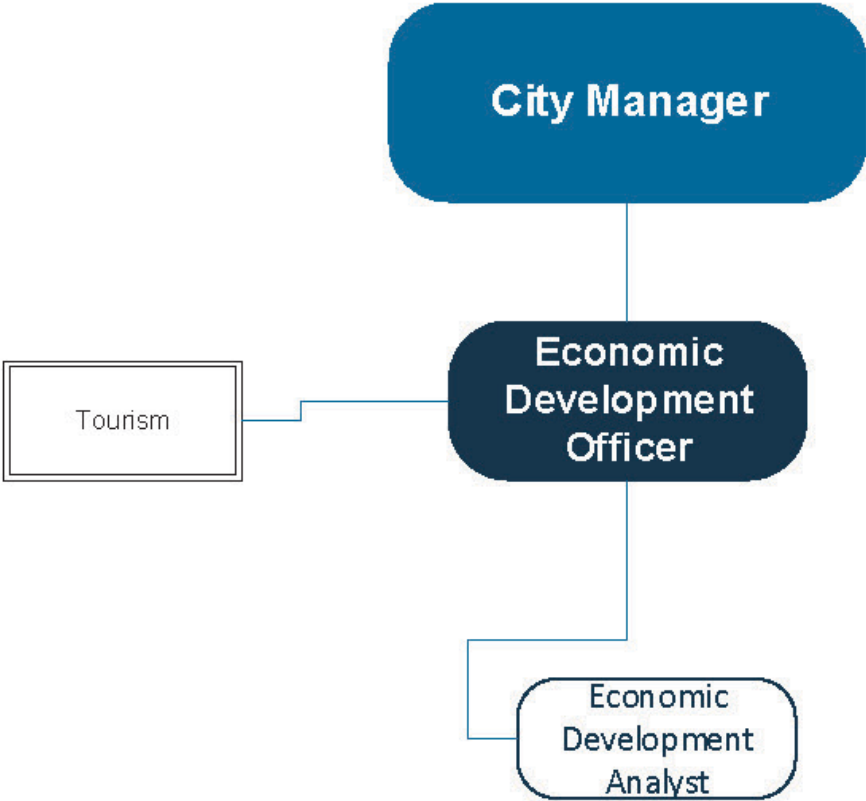 City Manager
Economic
Development
Officer
Tourism
Economic
Development
Analyst